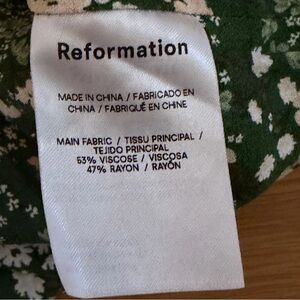 Reformation
MADE IN CHINA / FABRICADO EN
CHINA / FABRIQUÉ EN CHINE
MAIN FABRIC / TISSU PRINCIPAL /
TEJIDO PRINCIPAL
53% VISCOSE / VISCOSA
47% RAYON / RAYÓN